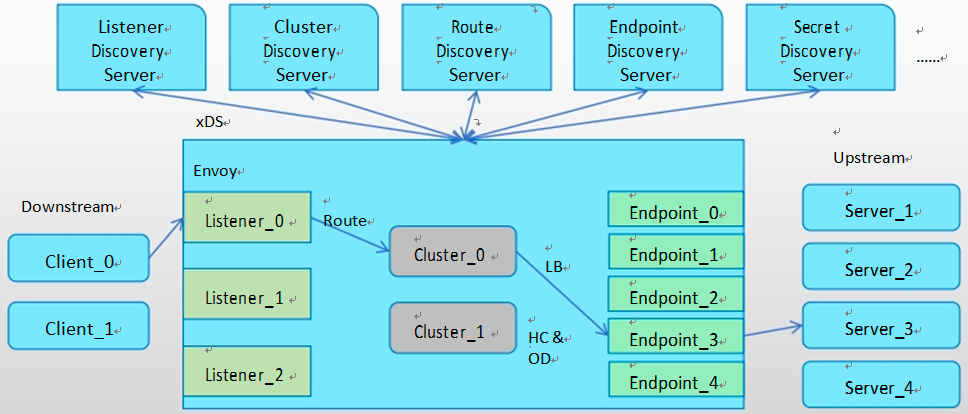 Listener
Discovery
Server
Cluster
Discovery
Server
Route
Discovery
Server
Endpoint
Discovery
Server
Secret
Discovery
Server
......
xDS
Upstream
Envoy
Downstream
Listener_0
Route
Endpoint_0
Server_1
Client_0
Cluster_0
LB
Endpoint_1
Server_2
Listener_1
Endpoint_2
Client_1
Cluster_1
HC &
OD
Endpoint_3
Server_3
Listener_2
Endpoint_4
Server_4